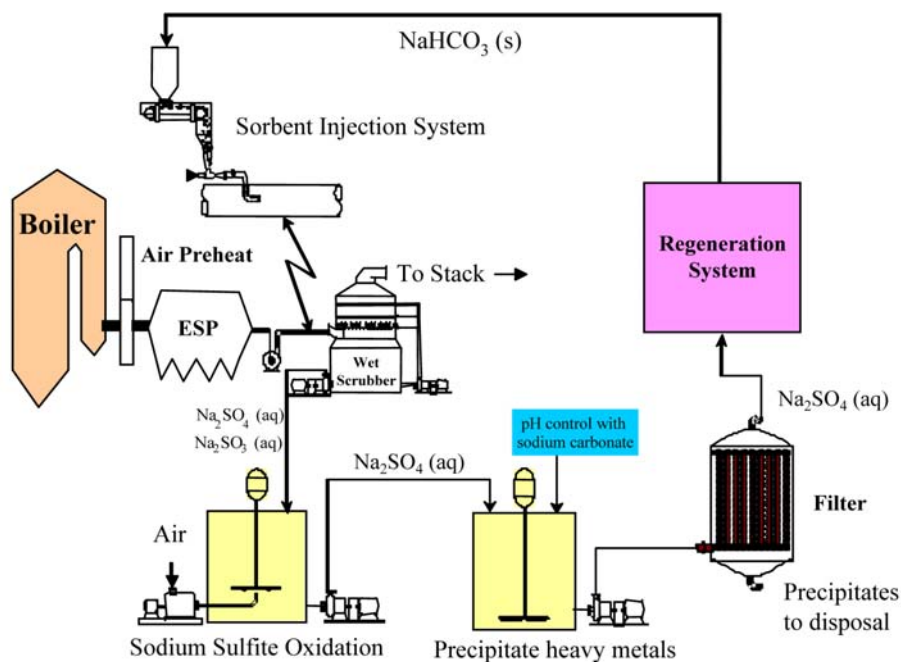 NaHCO₃ (s)
Sorbent Injection System
Boiler
Air Preheat
Regeneration
System
To Stack
ESP
Wet
Scrubber
Na₂SO₄ (aq)
Na₂SO₃ (aq)
Na₂SO₄ (aq)
pH control with
sodium carbonate
Na₂SO₄ (aq)
Filter
Air
Precipitates
to disposal
Sodium Sulfite Oxidation
Precipitate heavy metals